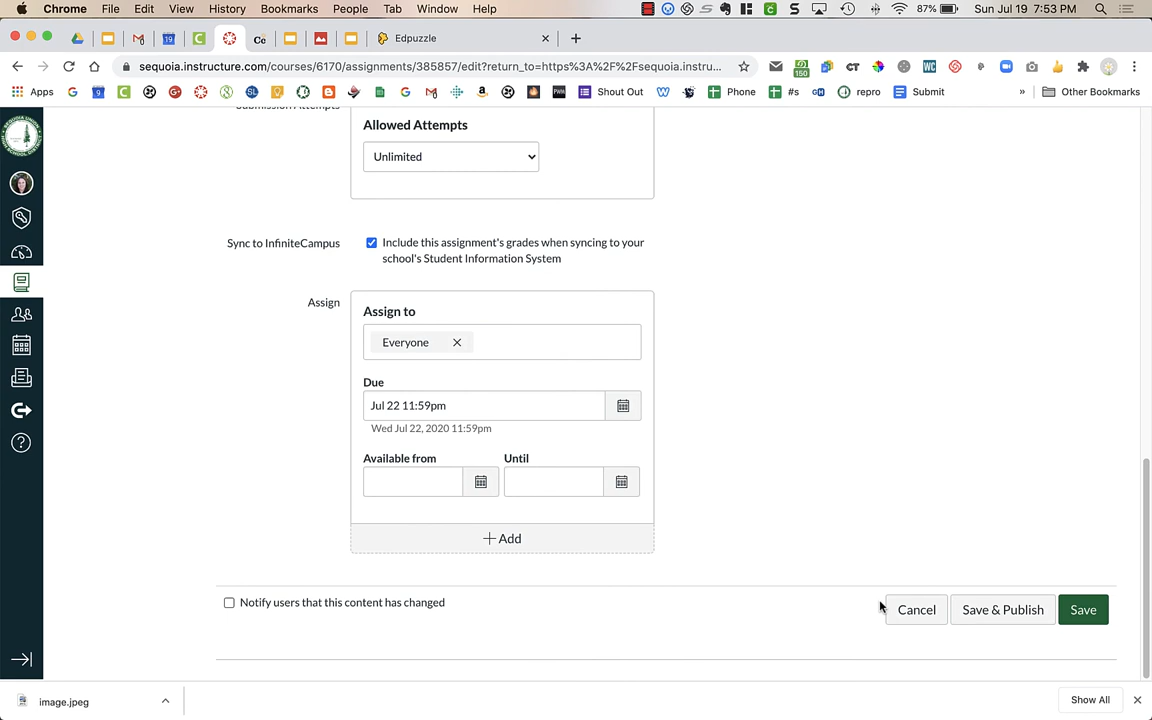 Chrome File Edit View History Bookmarks People Tab Window Help 87% Sun Jul 19 7:53 PM
Edpuzzle
sequoia.instructure.com/courses/6170/assignments/385857/edit?return_to=https%3A%2F%2Fsequoia.instru...
Apps Shout Out Phone #s repro Submit » Other Bookmarks
Submission Attempts
Allowed Attempts
Unlimited
Sync to InfiniteCampus
Include this assignment's grades when syncing to your
school's Student Information System
Assign
Assign to
Everyone
Due
Jul 22 11:59pm
Wed Jul 22, 2020 11:59pm
Available from Until
+ Add
Notify users that this content has changed
Cancel Save & Publish Save
image.jpeg Show All